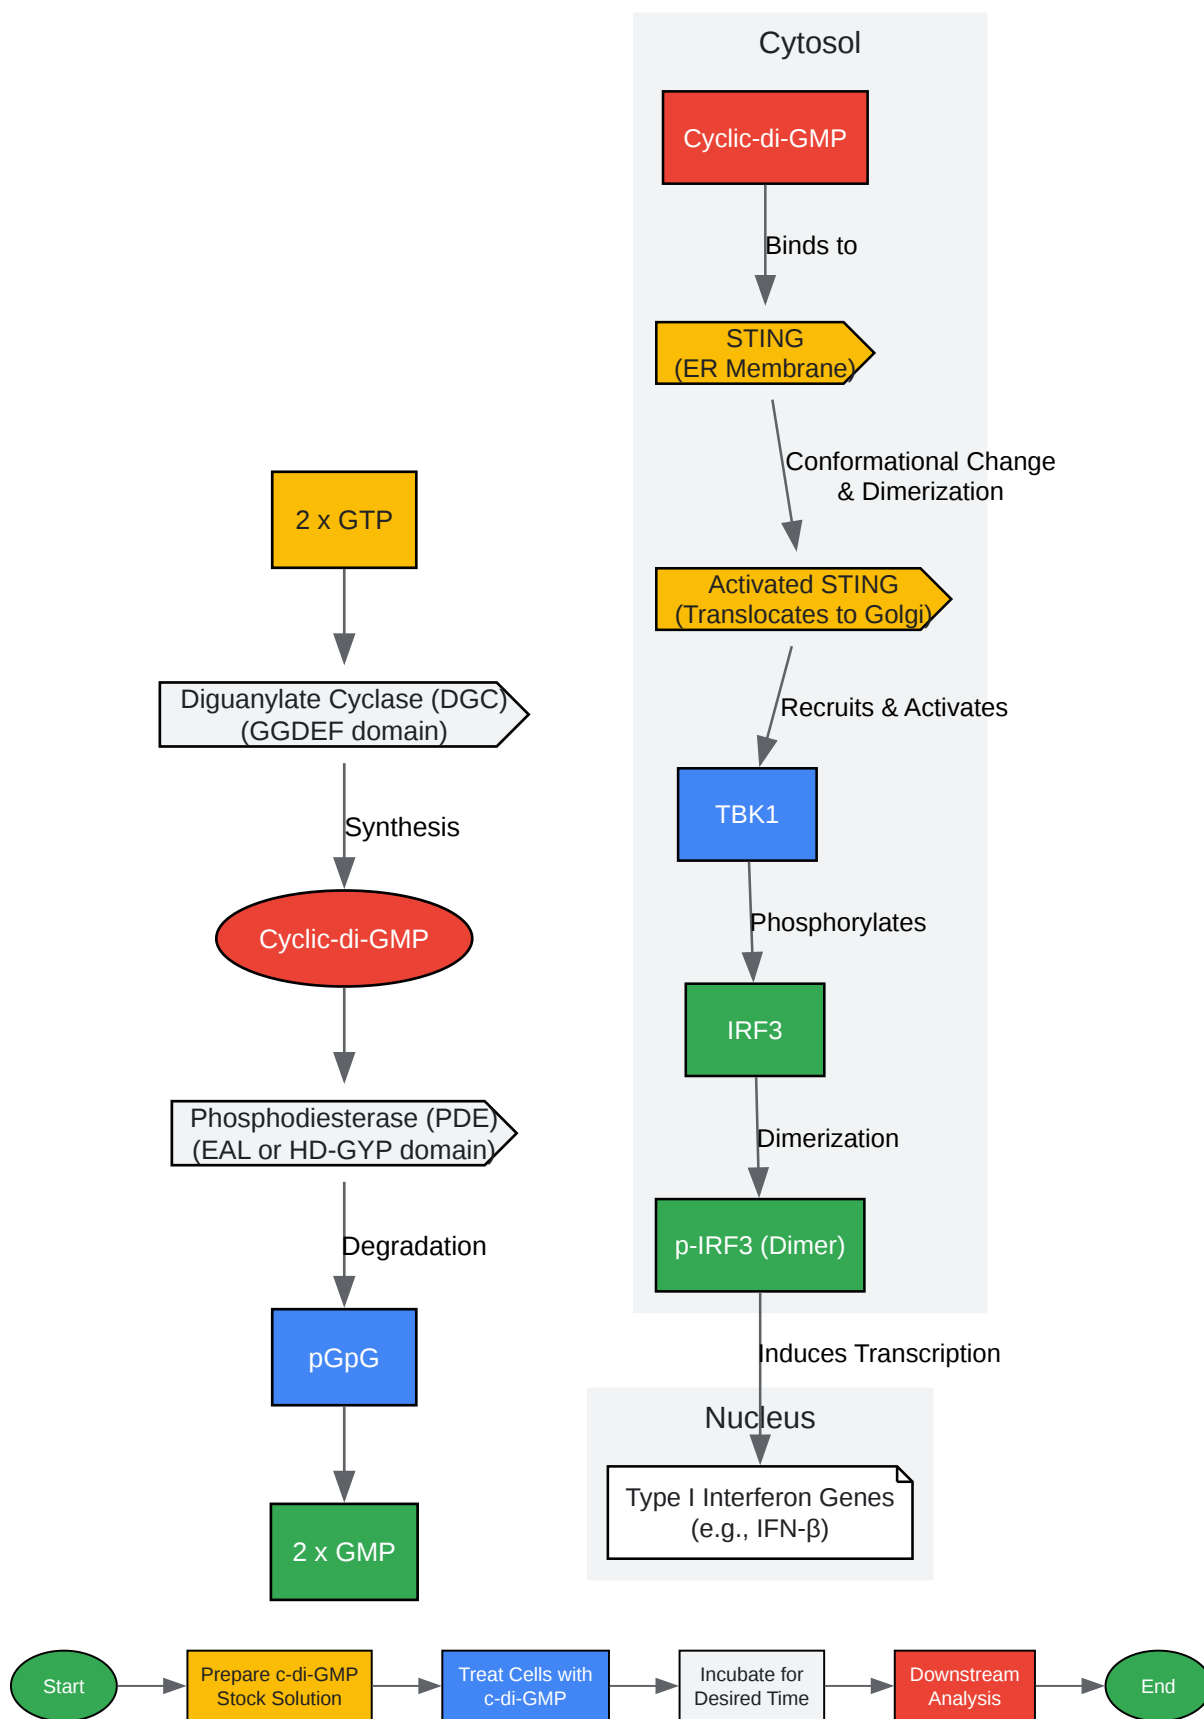 2 x GTP
Diguanylate Cyclase (DGC)
(GGDEF domain)
Synthesis
Cyclic-di-GMP
Phosphodiesterase (PDE)
(EAL or HD-GYP domain)
Degradation
pGpG
2 x GMP
Cytosol
Cyclic-di-GMP
Binds to
STING
(ER Membrane)
Conformational Change
& Dimerization
Activated STING
(Translocates to Golgi)
Recruits & Activates
TBK1
Phosphorylates
IRF3
Dimerization
p-IRF3 (Dimer)
Induces Transcription
Nucleus
Type I Interferon Genes
(e.g., IFN-β)
Start
Prepare c-di-GMP
Stock Solution
Treat Cells with
c-di-GMP
Incubate for
Desired Time
Downstream
Analysis
End